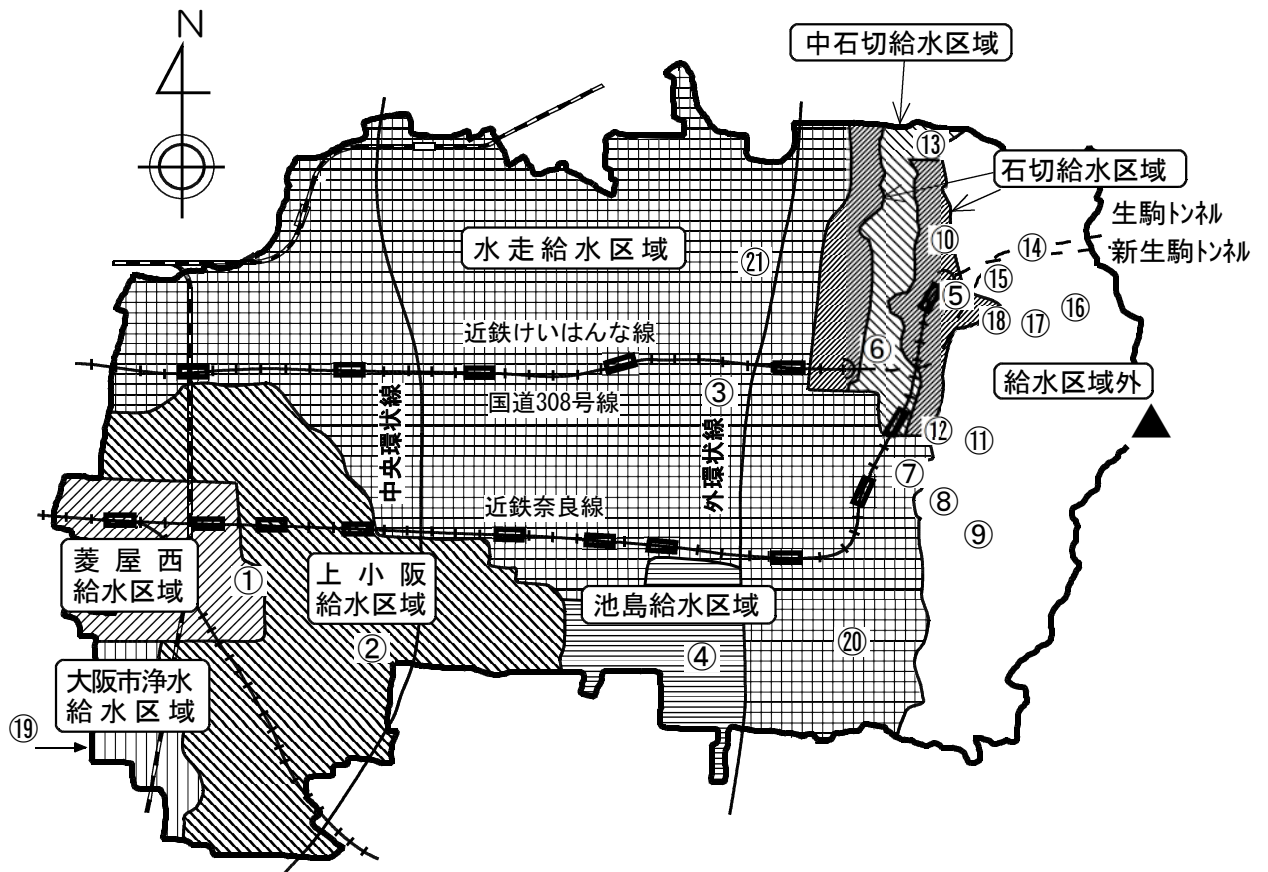 N
中石切給水区域
⑬
石切給水区域
生駒トンネル
新生駒トンネル
⑩
⑭
水走給水区域
㉑
⑮
⑤
⑯
⑱
⑰
近鉄けいはんな線
⑥
国道308号線
③
給水区域外
中央環状線
外環状線
⑫
⑪
⑦
⑧
近鉄奈良線
⑨
菱屋西
給水区域
①
上小阪
給水区域
池島給水区域
②
④
⑳
大阪市浄水
給水区域
⑲